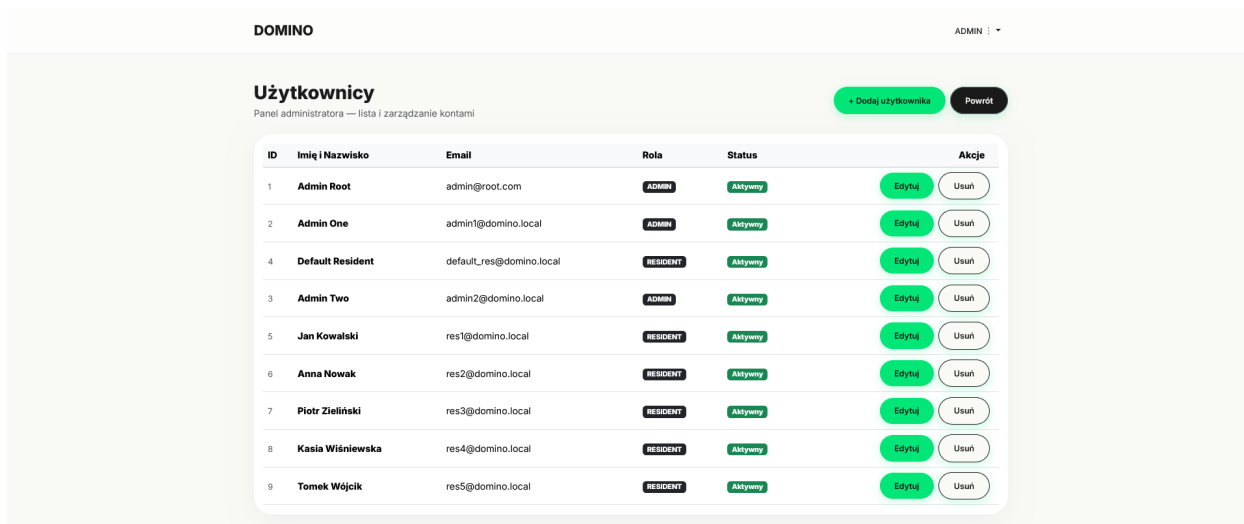 DOMINO
ADMIN ⋮
Użytkownicy
Panel administratora — lista i zarządzanie kontami
+ Dodaj użytkownika Powrót
ID Imię i Nazwisko Email Rola Status Akcje
1 Admin Root admin@root.com ADMIN Aktywny Edytuj Usuń
2 Admin One admin1@domino.local ADMIN Aktywny Edytuj Usuń
4 Default Resident default_res@domino.local RESIDENT Aktywny Edytuj Usuń
3 Admin Two admin2@domino.local ADMIN Aktywny Edytuj Usuń
5 Jan Kowalski res1@domino.local RESIDENT Aktywny Edytuj Usuń
6 Anna Nowak res2@domino.local RESIDENT Aktywny Edytuj Usuń
7 Piotr Zieliński res3@domino.local RESIDENT Aktywny Edytuj Usuń
8 Kasia Wiśniewska res4@domino.local RESIDENT Aktywny Edytuj Usuń
9 Tomek Wójcik res5@domino.local RESIDENT Aktywny Edytuj Usuń